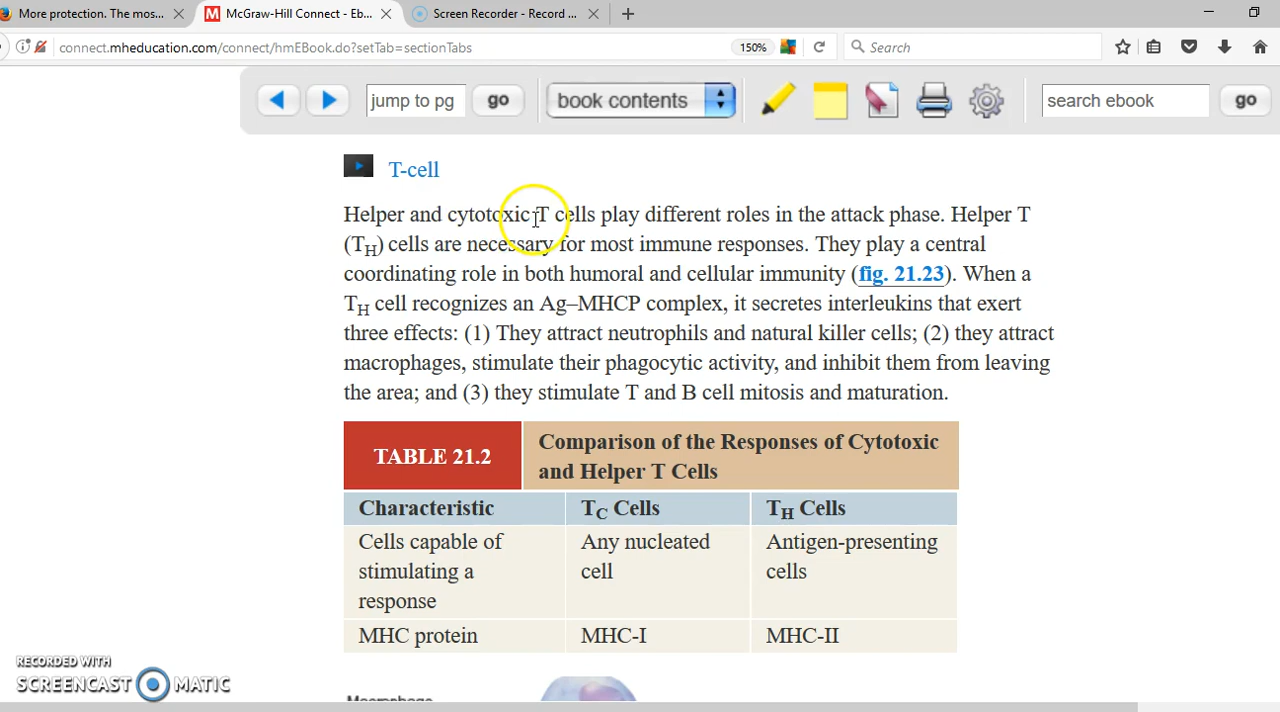 More protection. The mos... McGraw-Hill Connect - Eb... Screen Recorder - Record ...
connect.mheducation.com/connect/hmEBook.do?setTab=sectionTabs 150% Search
jump to pg go book contents search ebook go
T-cell
Helper and cytotoxic T cells play different roles in the attack phase. Helper T
(TH) cells are necessary for most immune responses. They play a central
coordinating role in both humoral and cellular immunity (fig. 21.23). When a
TH cell recognizes an Ag–MHCP complex, it secretes interleukins that exert
three effects: (1) They attract neutrophils and natural killer cells; (2) they attract
macrophages, stimulate their phagocytic activity, and inhibit them from leaving
the area; and (3) they stimulate T and B cell mitosis and maturation.
TABLE 21.2
Comparison of the Responses of Cytotoxic
and Helper T Cells
Characteristic TC Cells TH Cells
Cells capable of
stimulating a
response
Any nucleated
cell
Antigen-presenting
cells
MHC protein MHC-I MHC-II
RECORDED WITH
SCREENCAST MATIC
Macrophage